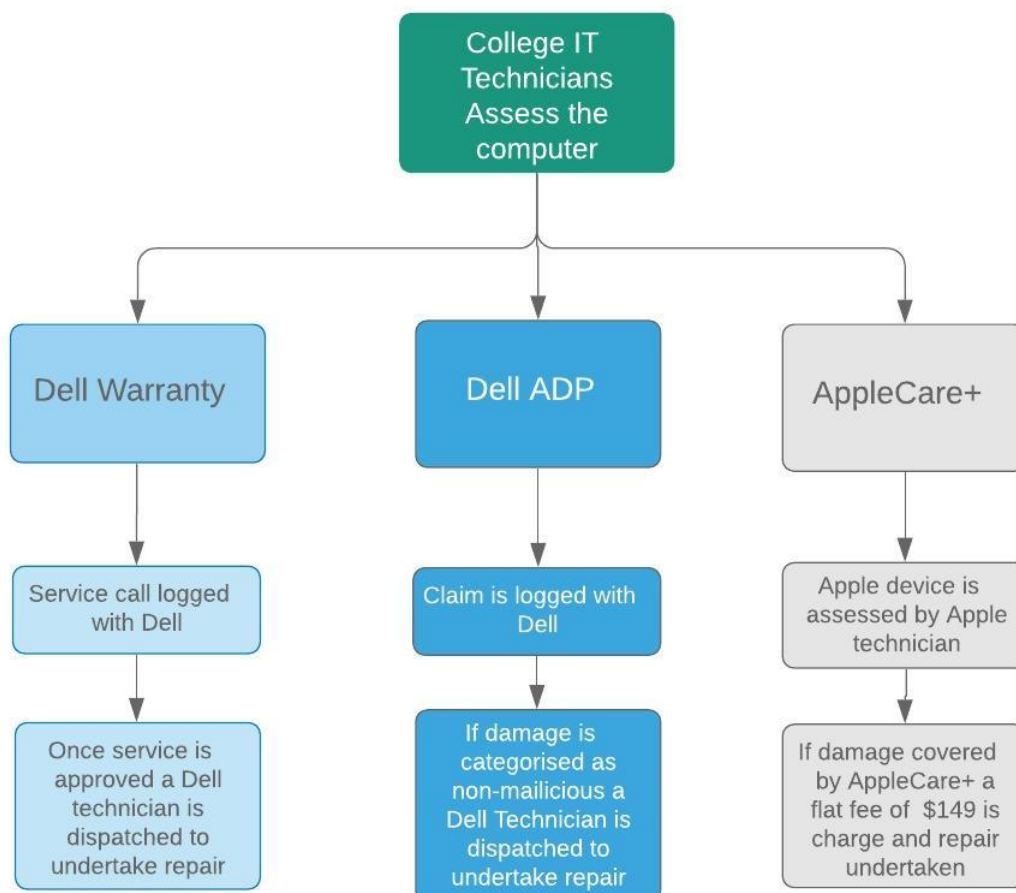 College IT
Technicians
Assess the
computer
Dell Warranty
Dell ADP
AppleCare+
Service call logged
with Dell
Claim is logged with
Dell
Apple device is
assessed by Apple
technician
Once service is
approved a Dell
technician is
dispatched to
undertake repair
If damage is
categorised as
non-mailicious a
Dell Technician is
dispatched to
undertake repair
If damage covered
by AppleCare+ a
flat fee of $149 is
charge and repair
undertaken